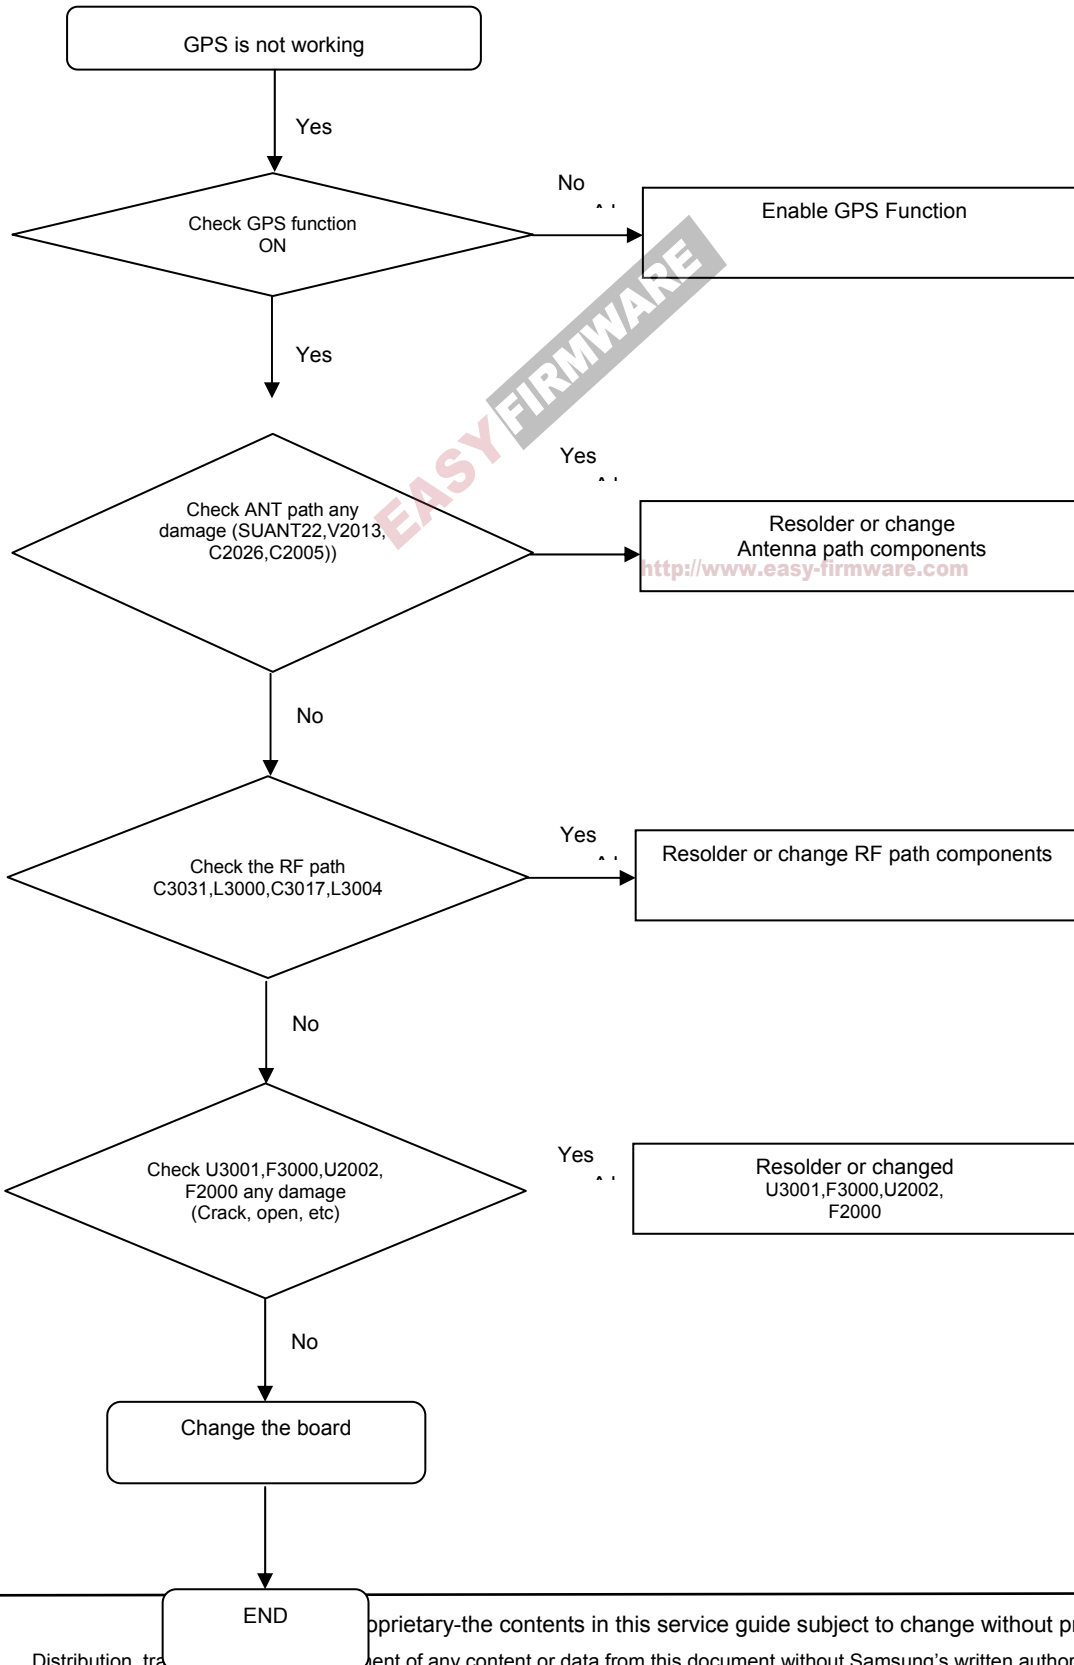 GPS is not working
Yes
Check GPS function
ON
No
Enable GPS Function
Yes
EASY FIRMWARE
Check ANT path any
damage (SUANT22,V2013,
C2026,C2005))
Yes
Resolder or change
Antenna path components
http://www.easy-firmware.com
No
Check the RF path
C3031,L3000,C3017,L3004
Yes
Resolder or change RF path components
No
Check U3001,F3000,U2002,
F2000 any damage
(Crack, open, etc)
Yes
Resolder or changed
U3001,F3000,U2002,
F2000
No
Change the board
END
oprietary-the contents in this service guide subject to change without
Distribution, of any content or data from this document without Samsung's written